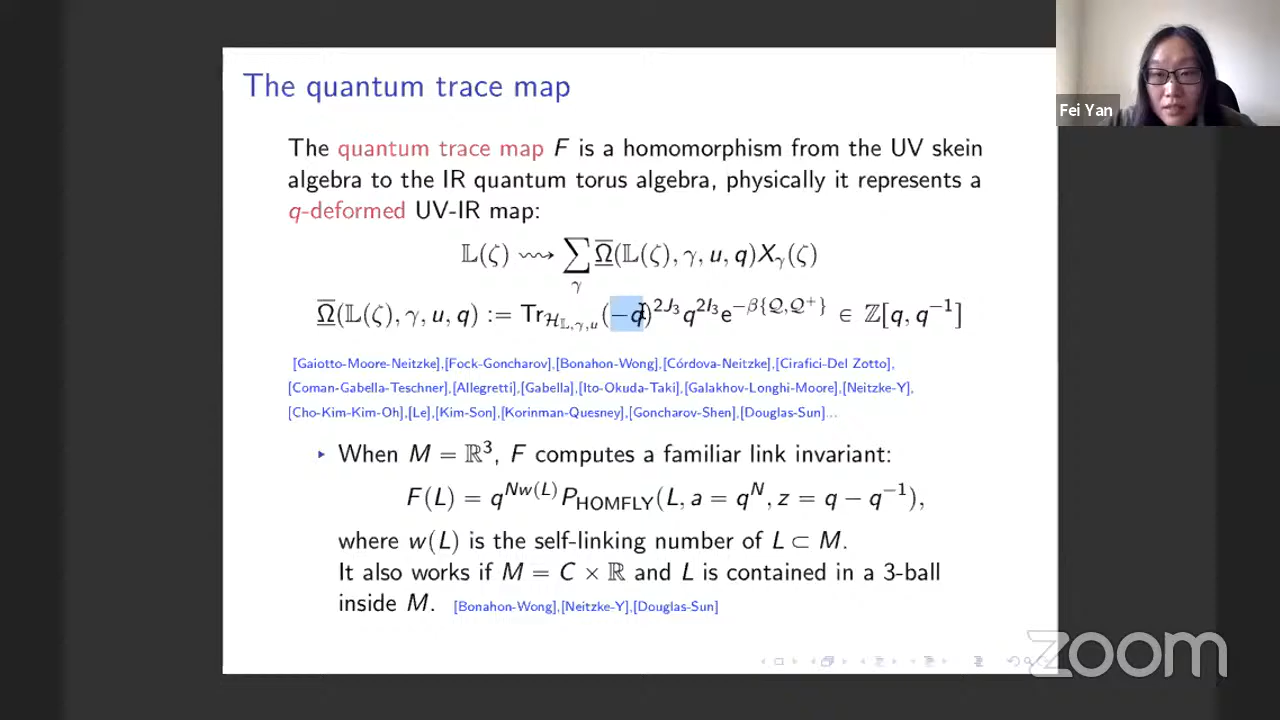 The quantum trace map
The quantum trace map F is a homomorphism from the UV skein
algebra to the IR quantum torus algebra, physically it represents a
q-deformed UV-IR map:
𝕃(ζ) ⇝ ∑_γ Ω̲̅(𝕃(ζ), γ, u, q)X_γ(ζ)
Ω̲̅(𝕃(ζ), γ, u, q) := Tr_{ℋ_{𝕃,γ,u}}(−q)^{2J₃} q^{2I₃} e^{−β{𝒬,𝒬⁺}} ∈ ℤ[q, q⁻¹]
[Gaiotto-Moore-Neitzke],[Fock-Goncharov],[Bonahon-Wong],[Córdova-Neitzke],[Cirafici-Del Zotto],
[Coman-Gabella-Teschner],[Allegretti],[Gabella],[Ito-Okuda-Taki],[Galakhov-Longhi-Moore],[Neitzke-Y],
[Cho-Kim-Kim-Oh],[Le],[Kim-Son],[Korinman-Quesney],[Goncharov-Shen],[Douglas-Sun]...
▸ When M = ℝ³, F computes a familiar link invariant:
F(L) = q^{Nw(L)} P_{HOMFLY}(L, a = q^N, z = q − q⁻¹),
where w(L) is the self-linking number of L ⊂ M.
It also works if M = C × ℝ and L is contained in a 3-ball
inside M. [Bonahon-Wong],[Neitzke-Y],[Douglas-Sun]
Fei Yan
zoom